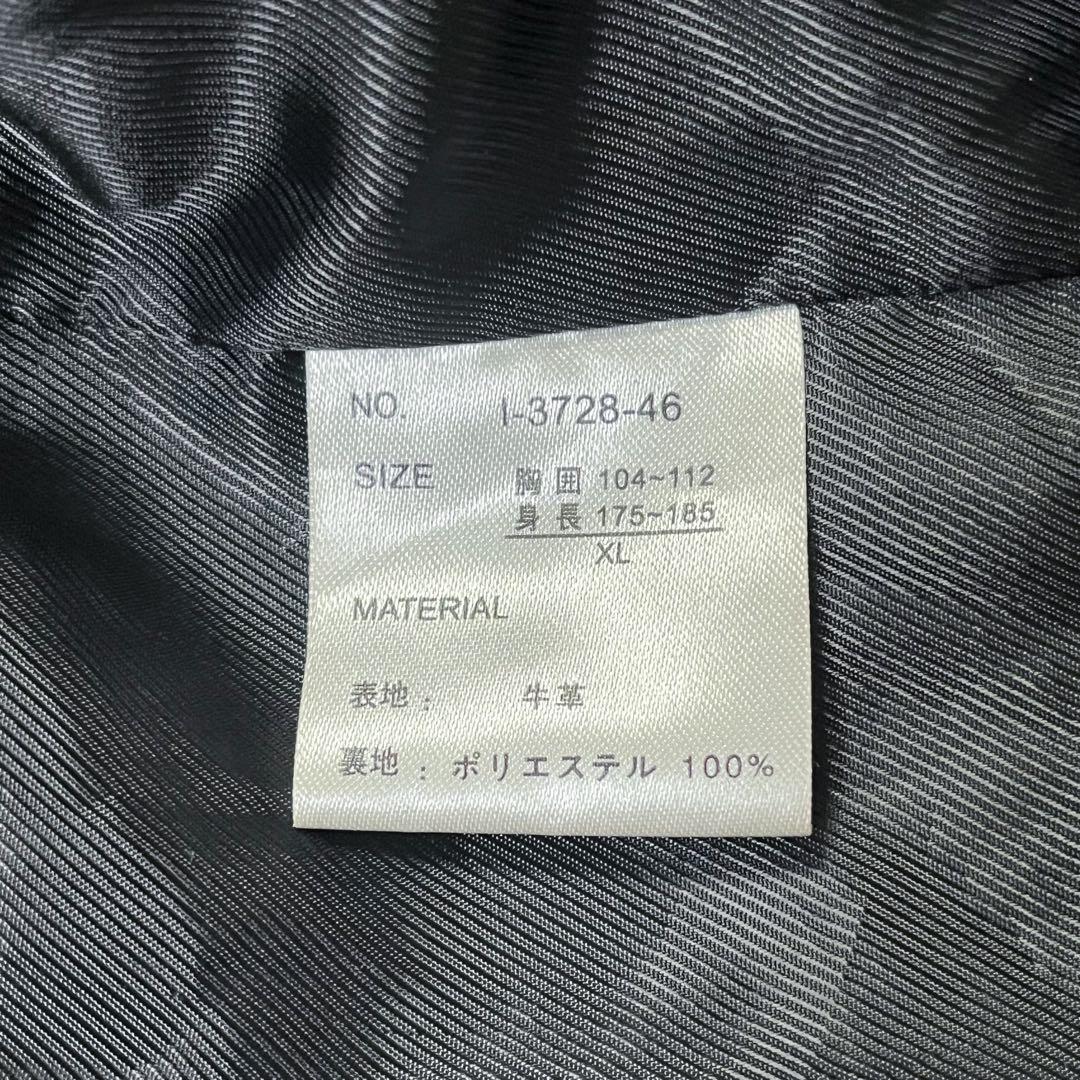 NO I-3728-46
SIZE 胸囲 104~112
身長 175~185
XL
MATERIAL
表地： 牛革
裏地：ポリエステル 100%